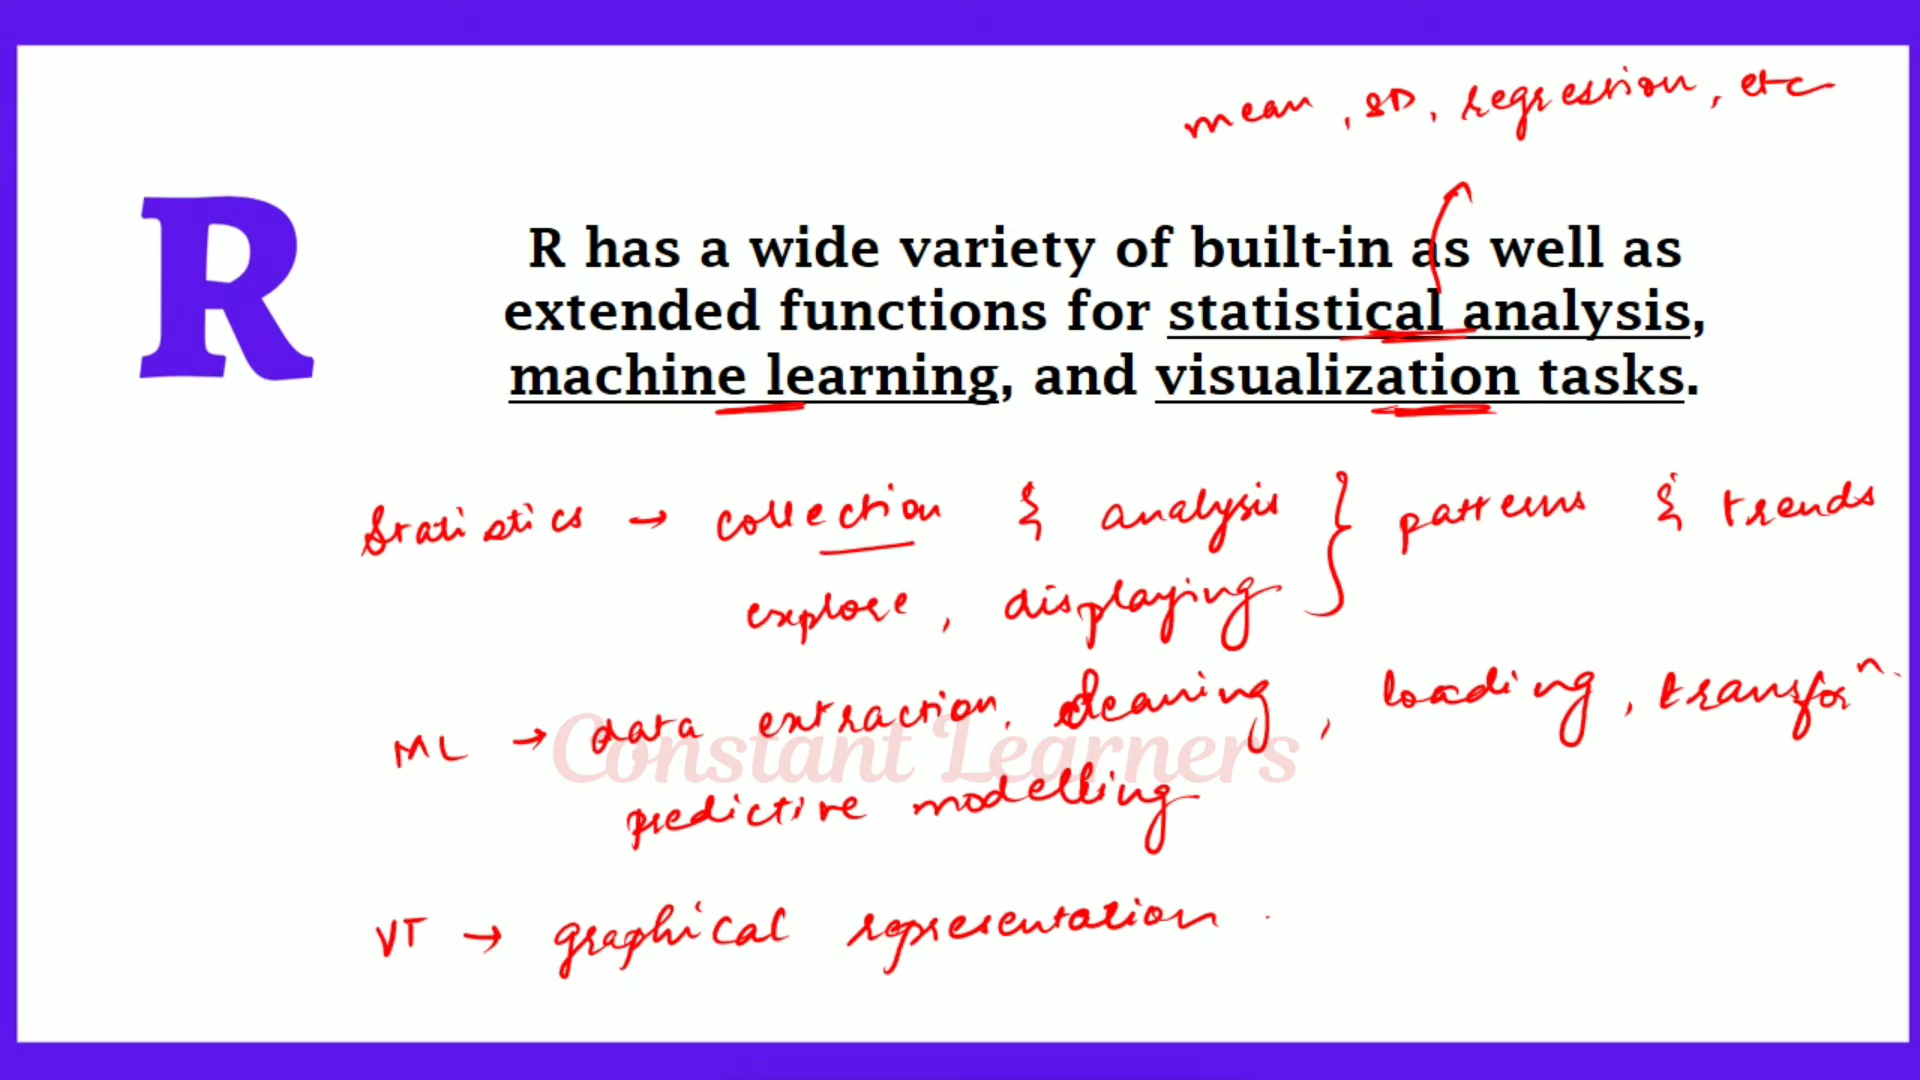 mean, SD, regression, etc
R
R has a wide variety of built-in as well as
extended functions for statistical analysis,
machine learning, and visualization tasks.
Statistics → collection & analysis } patterns & trends
explore, displaying
ML → data extraction, cleaning, loading, transforⁿ.
Constant Learners
predictive modelling
VT → graphical representation.